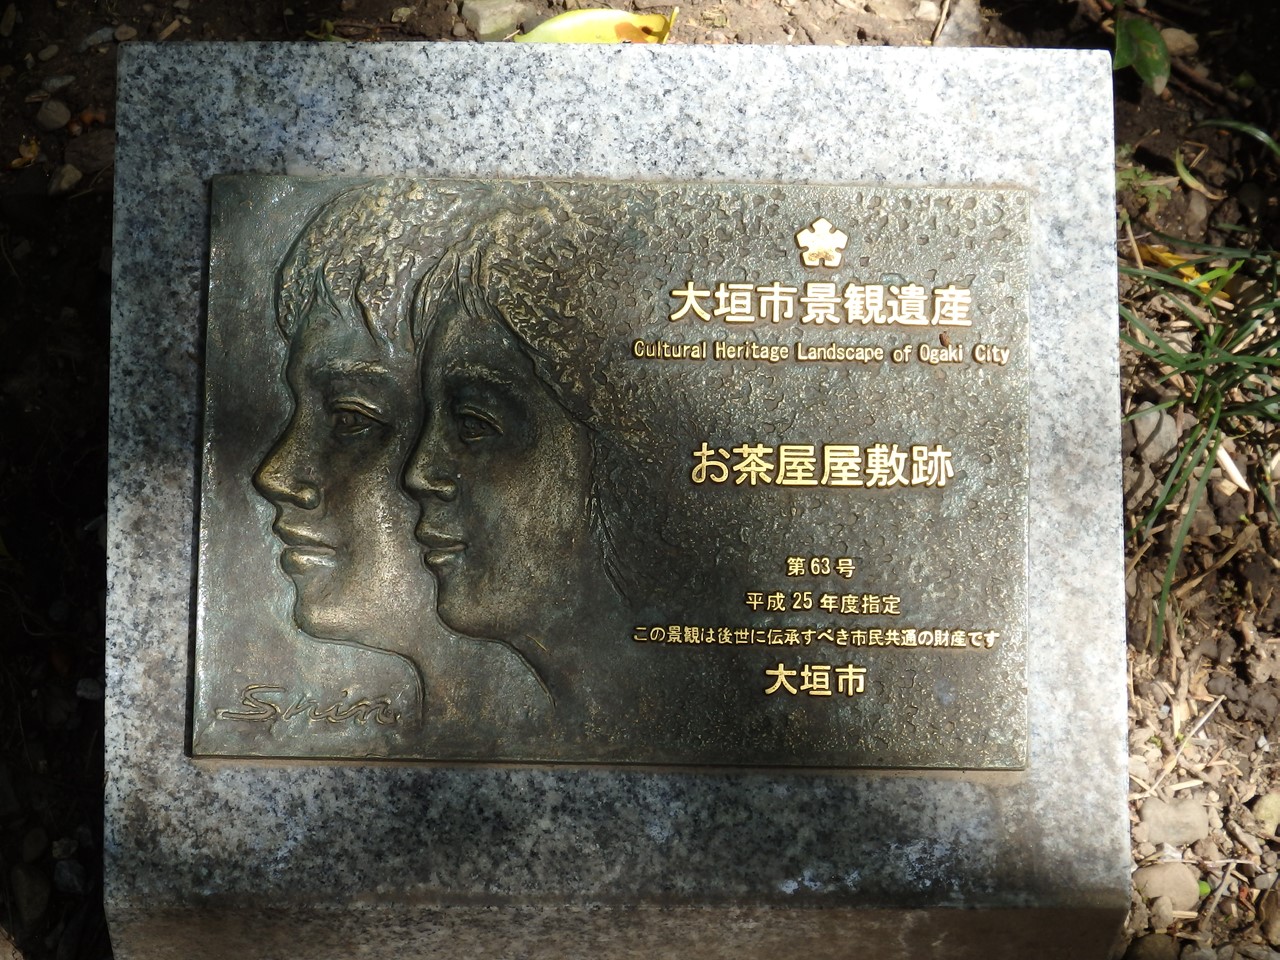 大垣市景観遺産
Cultural Heritage Landscape of Ogaki City
お茶屋屋敷跡
第63号
平成25年度指定
この景観は後世に伝承すべき市民共通の財産です
大垣市
Shin